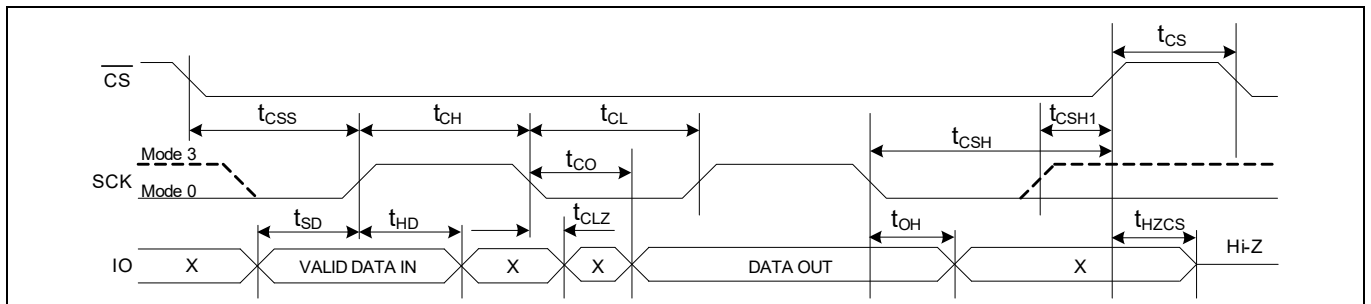 tCS
CS
tCSS
tCH
tCL
tCSH1
tCSH
Mode 3
SCK
Mode 0
tCO
tSD
tHD
tCLZ
tOH
tHZCS
IO
X
VALID DATA IN
X
X
DATA OUT
X
Hi-Z